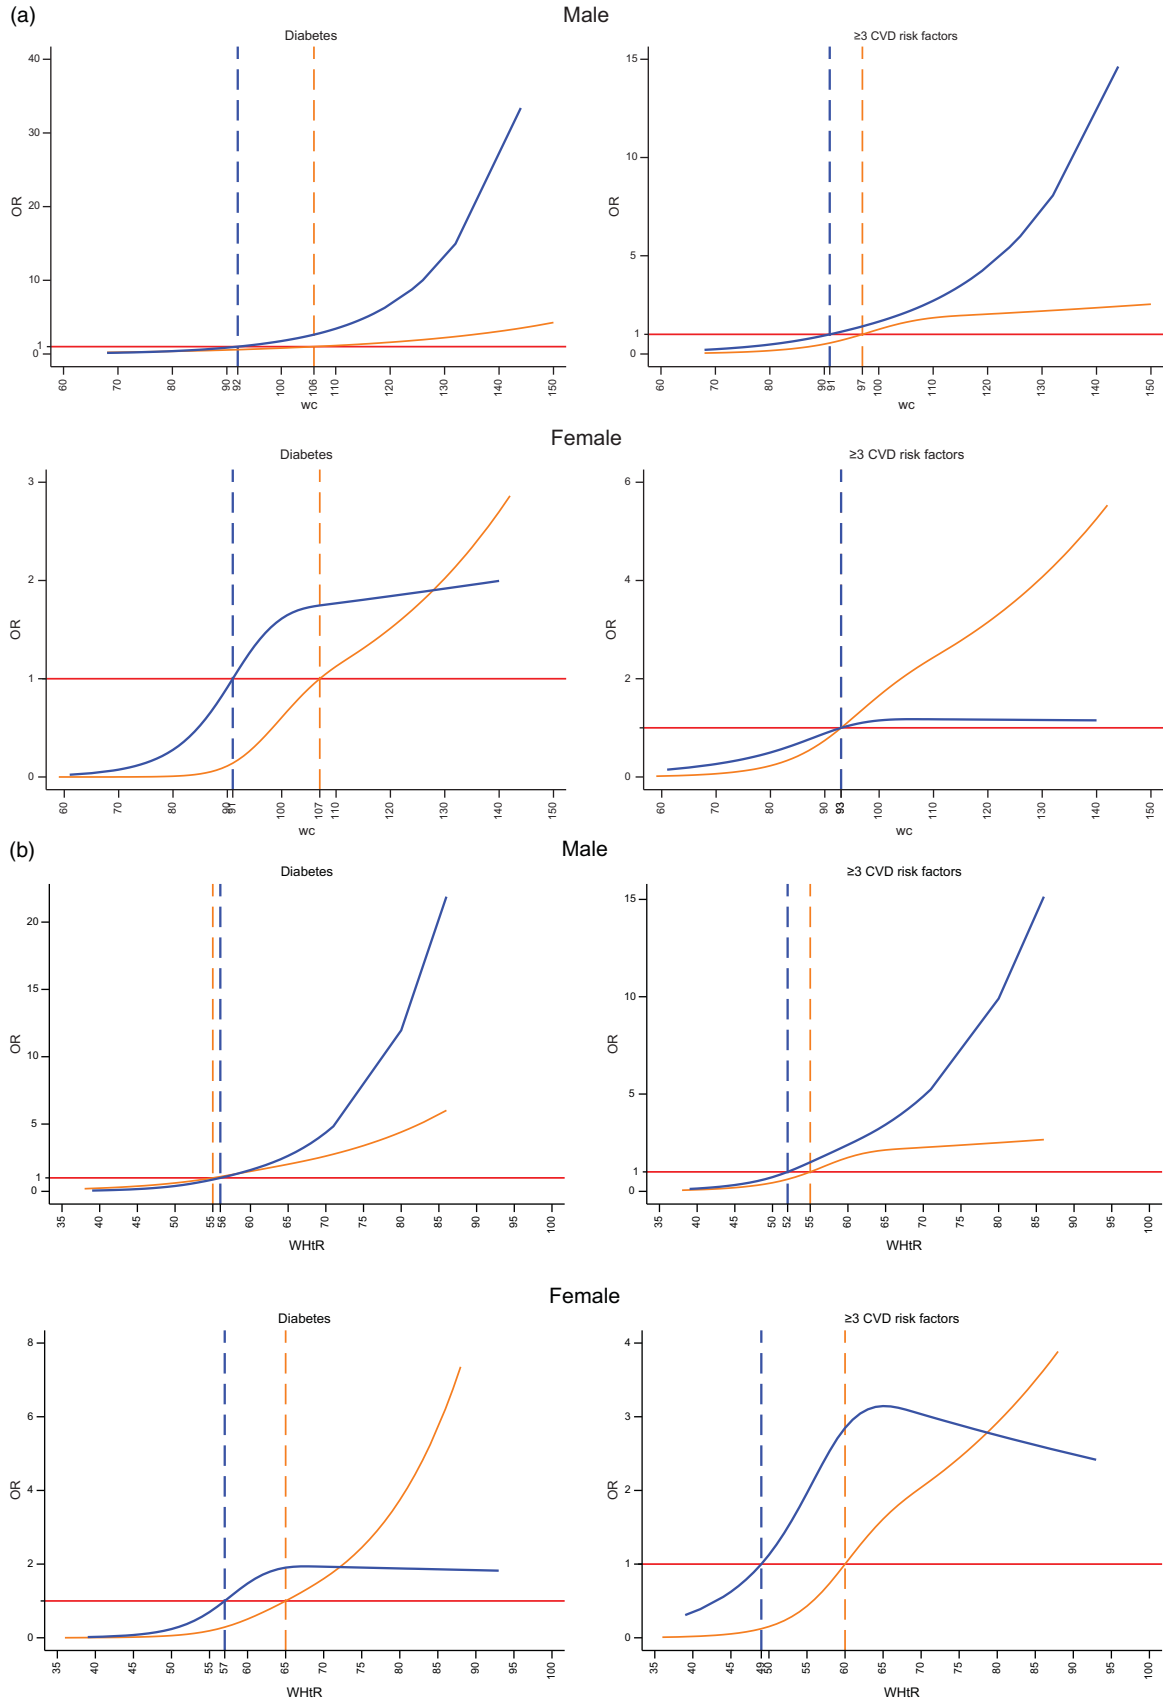 (a)
Male
Diabetes
≥3 CVD risk factors
OR
40
30
20
10
1
0
60 70 80 90 92 100 106 110 120 130 140 150
wc
OR
15
10
5
1
0
60 70 80 90 91 97 100 110 120 130 140 150
wc
Female
Diabetes
≥3 CVD risk factors
OR
3
2
1
0
60 70 80 90 91 100 107 110 120 130 140 150
wc
OR
6
4
2
0
60 70 80 90 93 100 110 120 130 140 150
wc
(b)
Male
Diabetes
≥3 CVD risk factors
OR
20
15
10
5
1
0
35 40 45 50 55 56 60 65 70 75 80 85 90 95 100
WHtR
OR
15
10
5
1
0
35 40 45 50 52 55 60 65 70 75 80 85 90 95 100
WHtR
Female
Diabetes
≥3 CVD risk factors
OR
8
6
4
2
0
35 40 45 50 55 57 60 65 70 75 80 85 90 95 100
WHtR
OR
4
3
2
1
0
35 40 45 49 50 55 60 65 70 75 80 85 90 95 100
WHtR